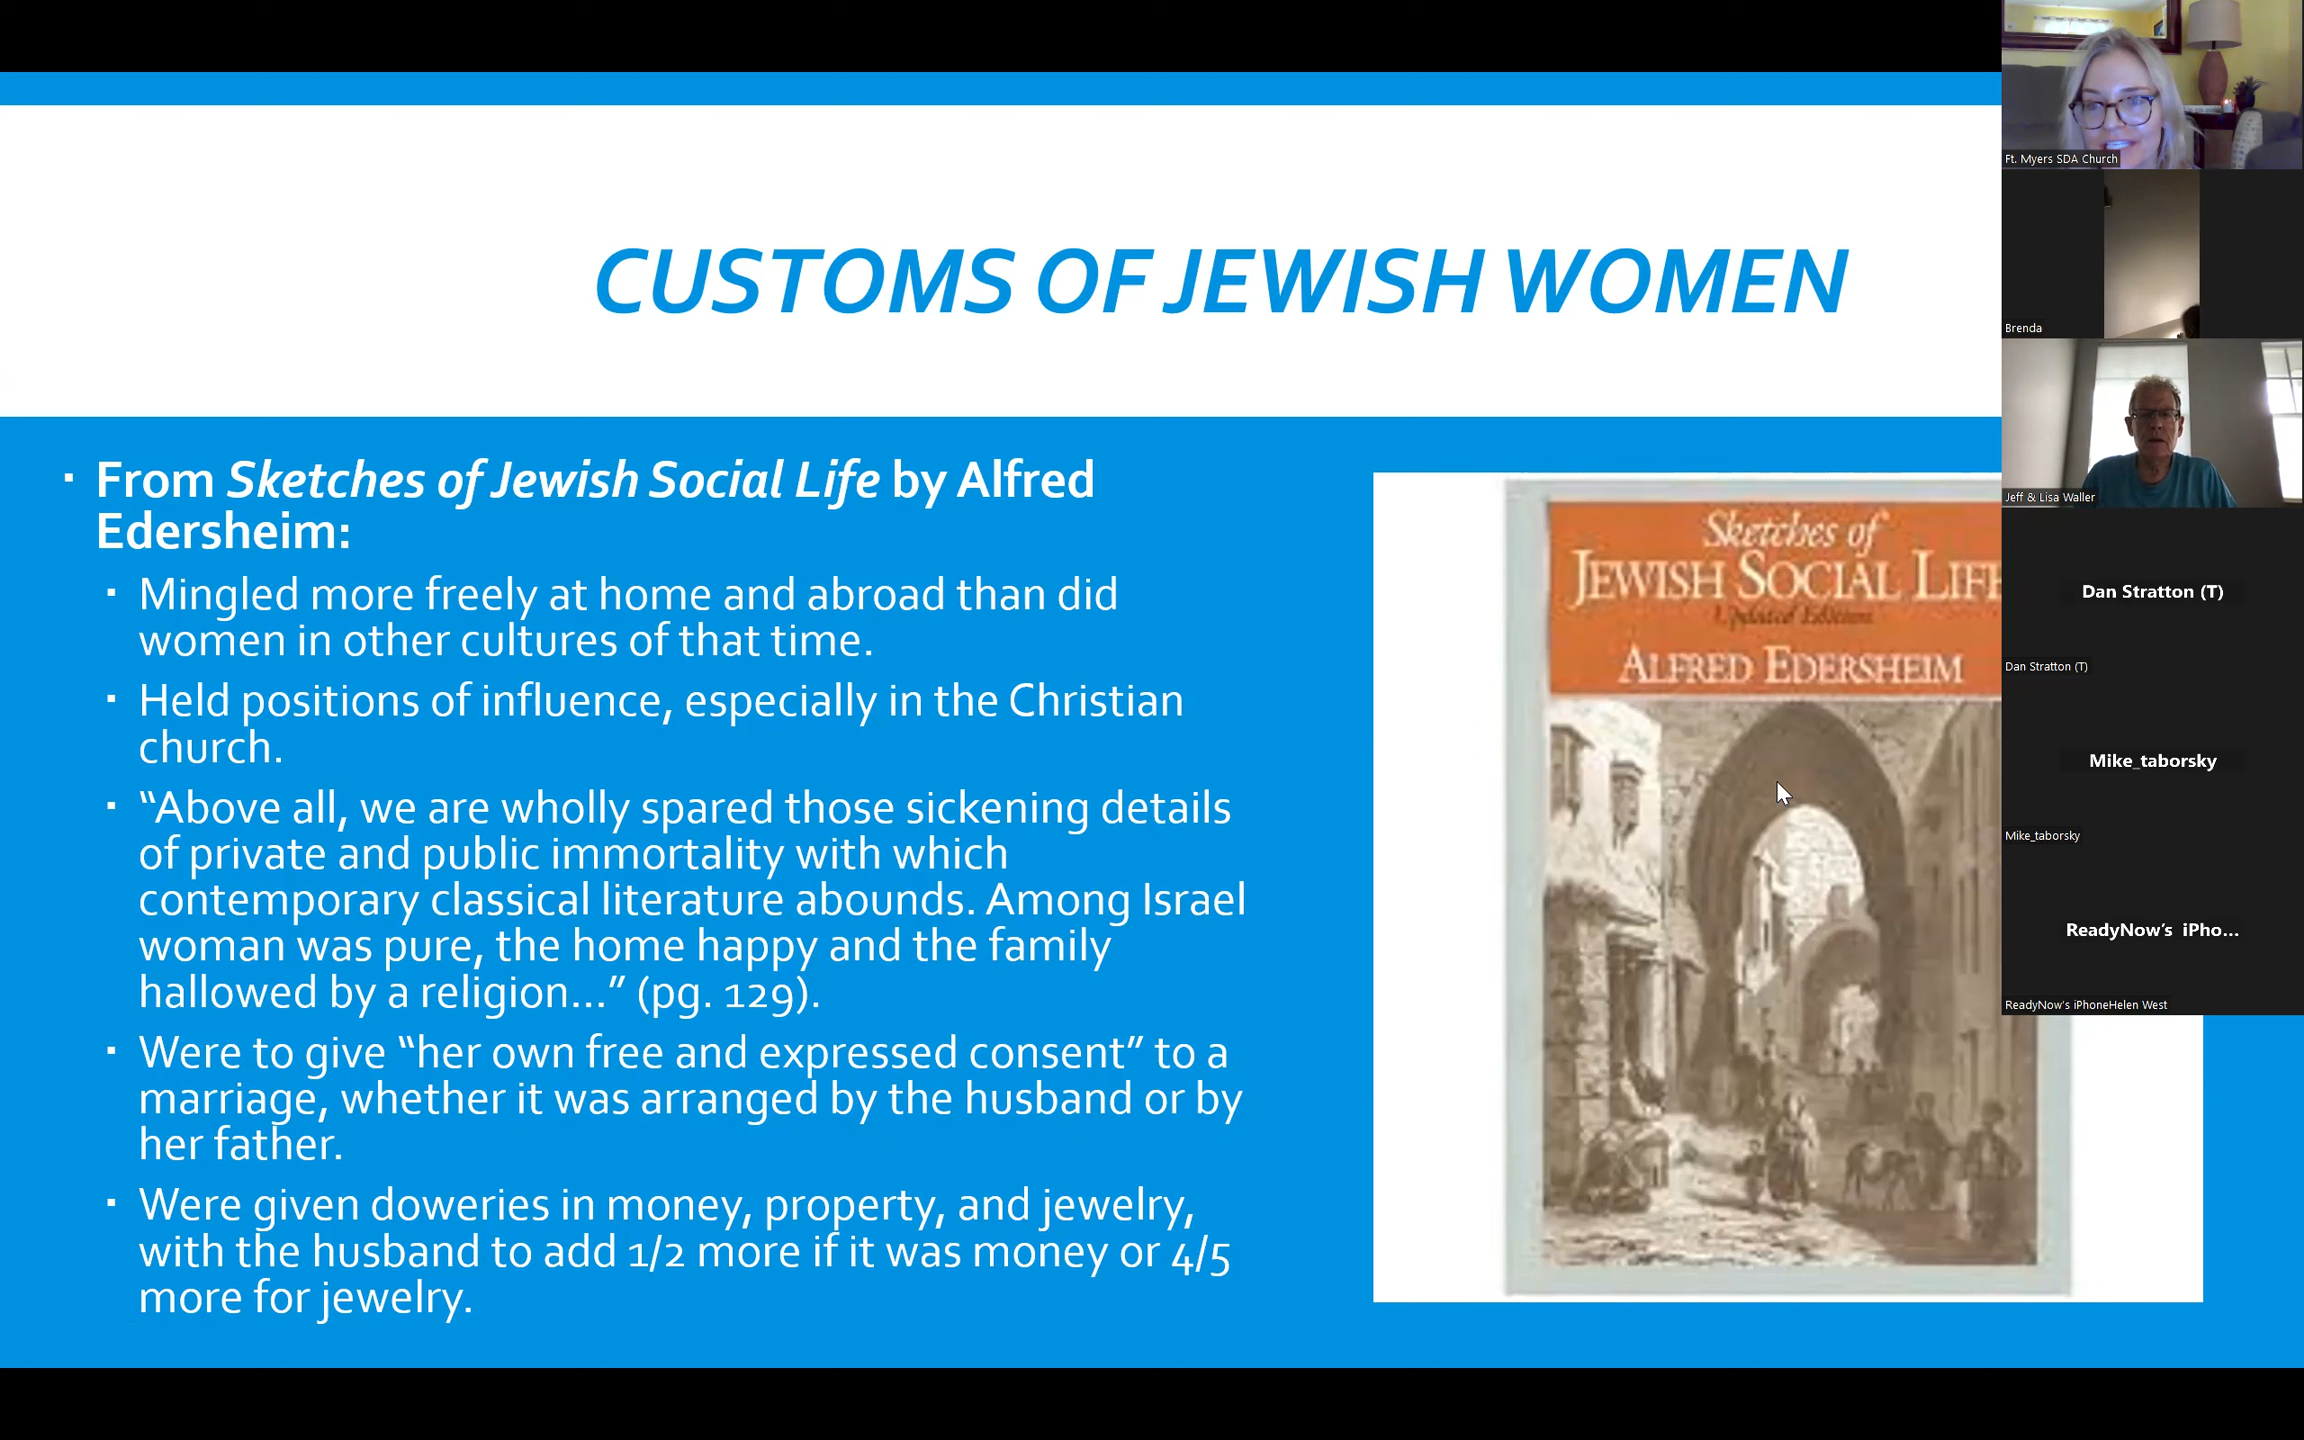 CUSTOMS OF JEWISH WOMEN
▪ From Sketches of Jewish Social Life by Alfred
Edersheim:
▪ Mingled more freely at home and abroad than did
women in other cultures of that time.
▪ Held positions of influence, especially in the Christian
church.
▪ “Above all, we are wholly spared those sickening details
of private and public immortality with which
contemporary classical literature abounds. Among Israel
woman was pure, the home happy and the family
hallowed by a religion…” (pg. 129).
▪ Were to give “her own free and expressed consent” to a
marriage, whether it was arranged by the husband or by
her father.
▪ Were given doweries in money, property, and jewelry,
with the husband to add 1/2 more if it was money or 4/5
more for jewelry.
Sketches of
JEWISH SOCIAL LIFE
Updated Edition
ALFRED EDERSHEIM
Ft. Myers SDA Church
Brenda
Jeff & Lisa Waller
Dan Stratton (T)
Dan Stratton (T)
Mike_taborsky
Mike_taborsky
ReadyNow’s iPho...
ReadyNow’s iPhoneHelen West